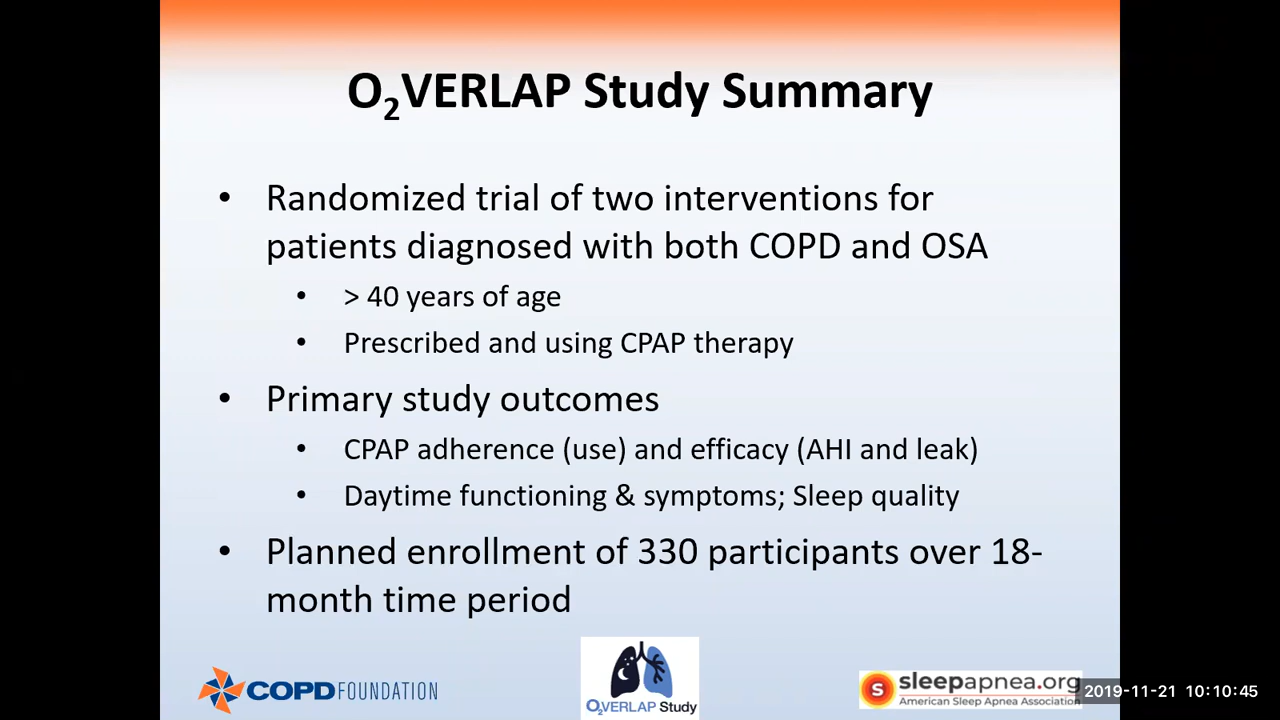 O₂VERLAP Study Summary
• Randomized trial of two interventions for
patients diagnosed with both COPD and OSA
• > 40 years of age
• Prescribed and using CPAP therapy
• Primary study outcomes
• CPAP adherence (use) and efficacy (AHI and leak)
• Daytime functioning & symptoms; Sleep quality
• Planned enrollment of 330 participants over 18-
month time period
COPDFOUNDATION
O₂VERLAP Study
S sleepapnea.org
American Sleep Apnea Association
2019-11-21 10:10:45